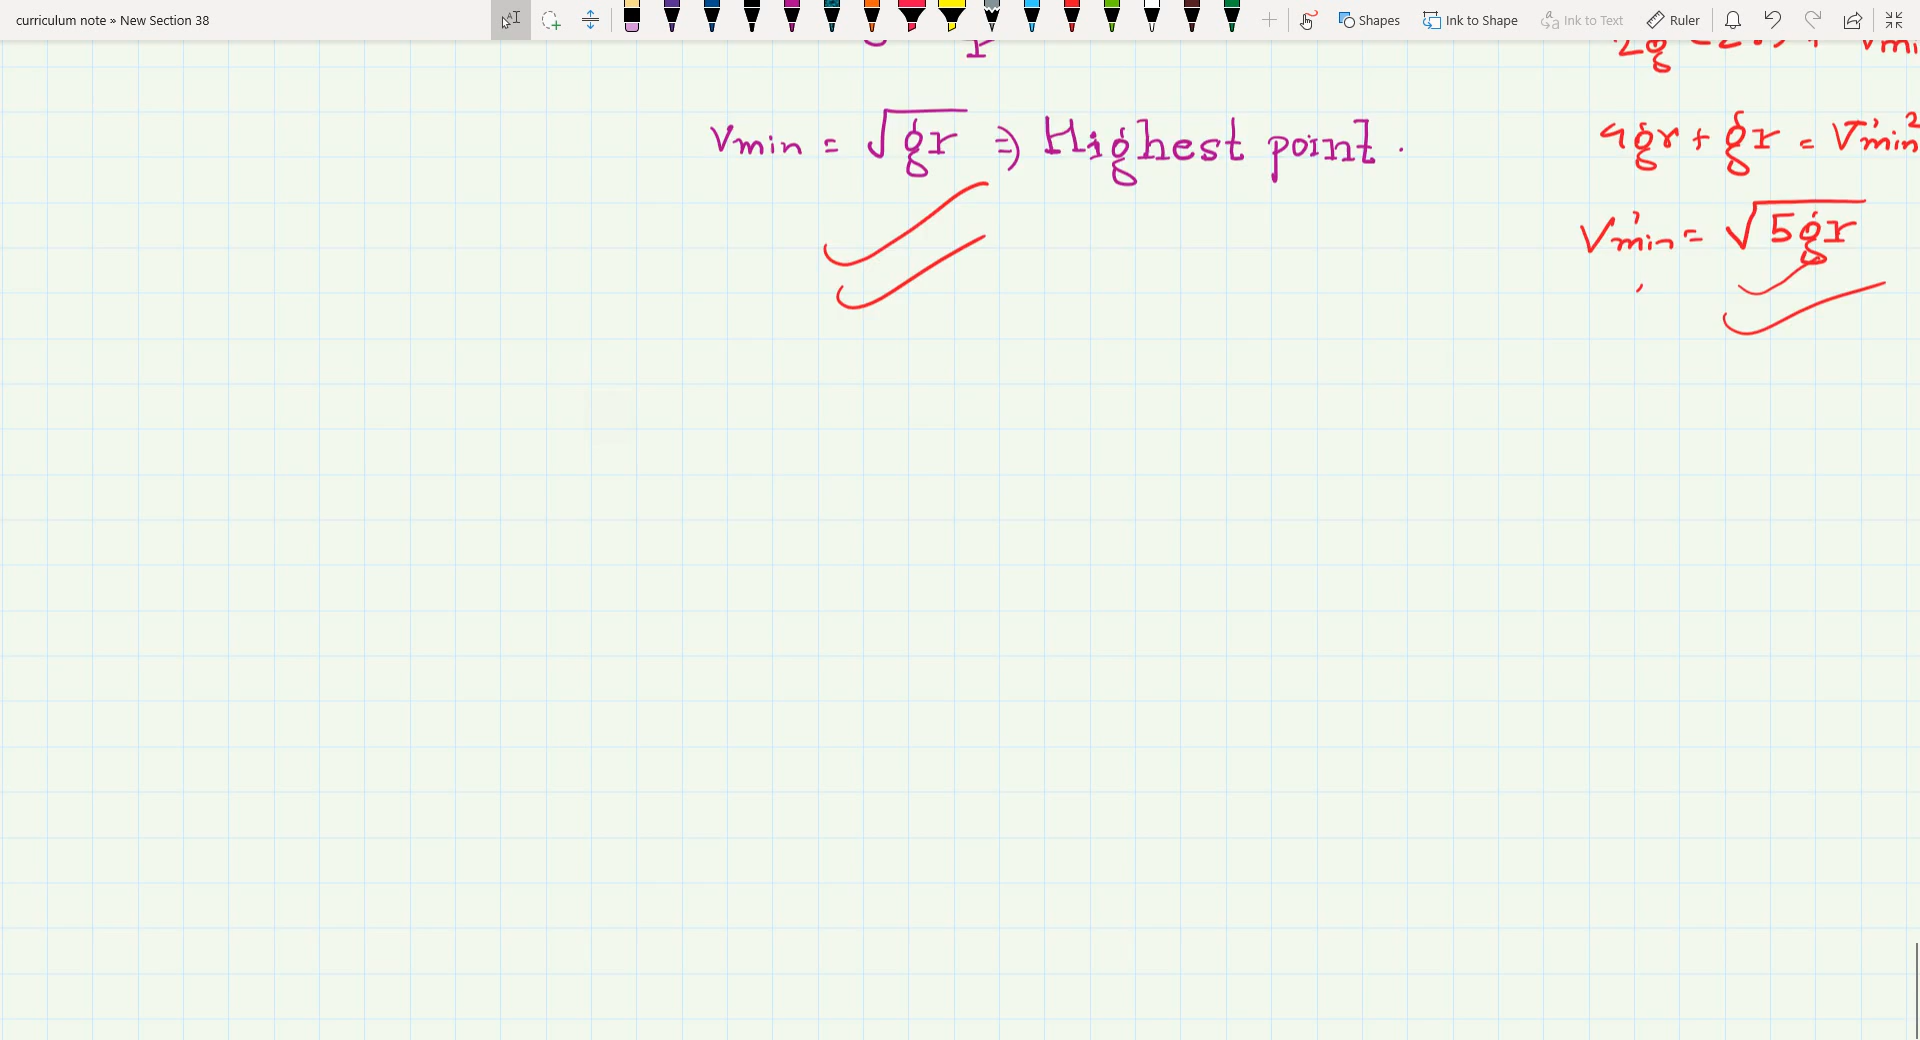 curriculum note » New Section 38
Shapes
Ink to Shape
Ink to Text
Ruler
Vmin = √gr ⇒ Highest point .
4gr + gr = V'min²
V'min = √5gr